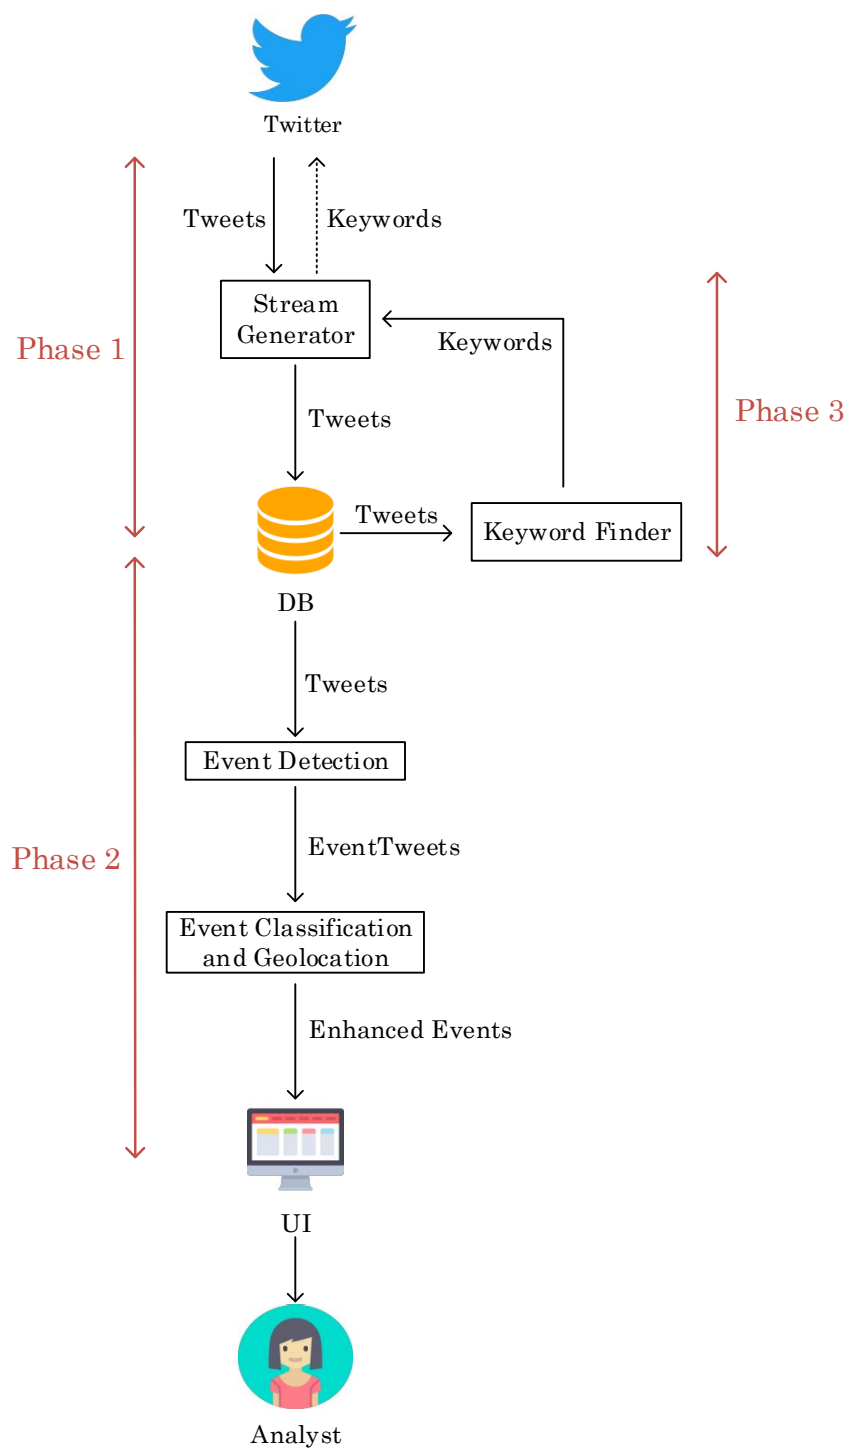 Twitter
Tweets
Keywords
Stream
Generator
Keywords
Phase 1
Phase 3
Tweets
Tweets
Keyword Finder
DB
Tweets
Event Detection
EventTweets
Phase 2
Event Classification
and Geolocation
Enhanced Events
UI
Analyst